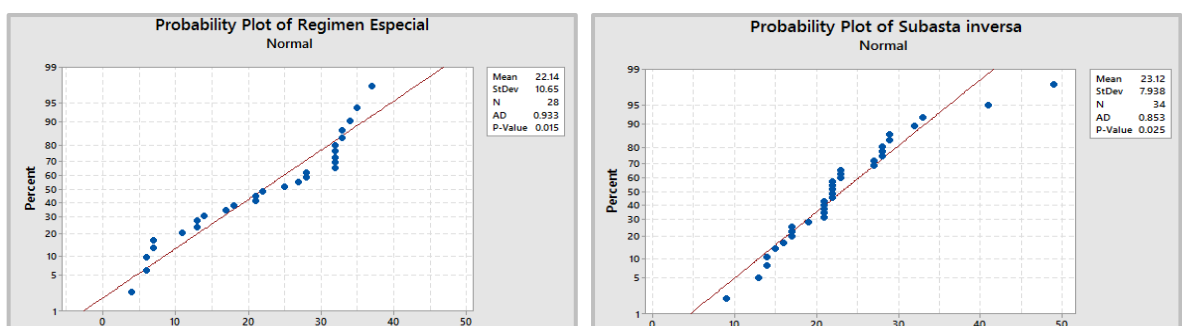 Probability Plot of Regimen Especial
Normal
99
95
90
80
70
60
50
40
30
20
10
5
1
Percent
0 10 20 30 40 50
Mean 22.14
StDev 10.65
N 28
AD 0.933
P-Value 0.015
Probability Plot of Subasta inversa
Normal
99
95
90
80
70
60
50
40
30
20
10
5
1
Percent
0 10 20 30 40 50
Mean 23.12
StDev 7.938
N 34
AD 0.853
P-Value 0.025